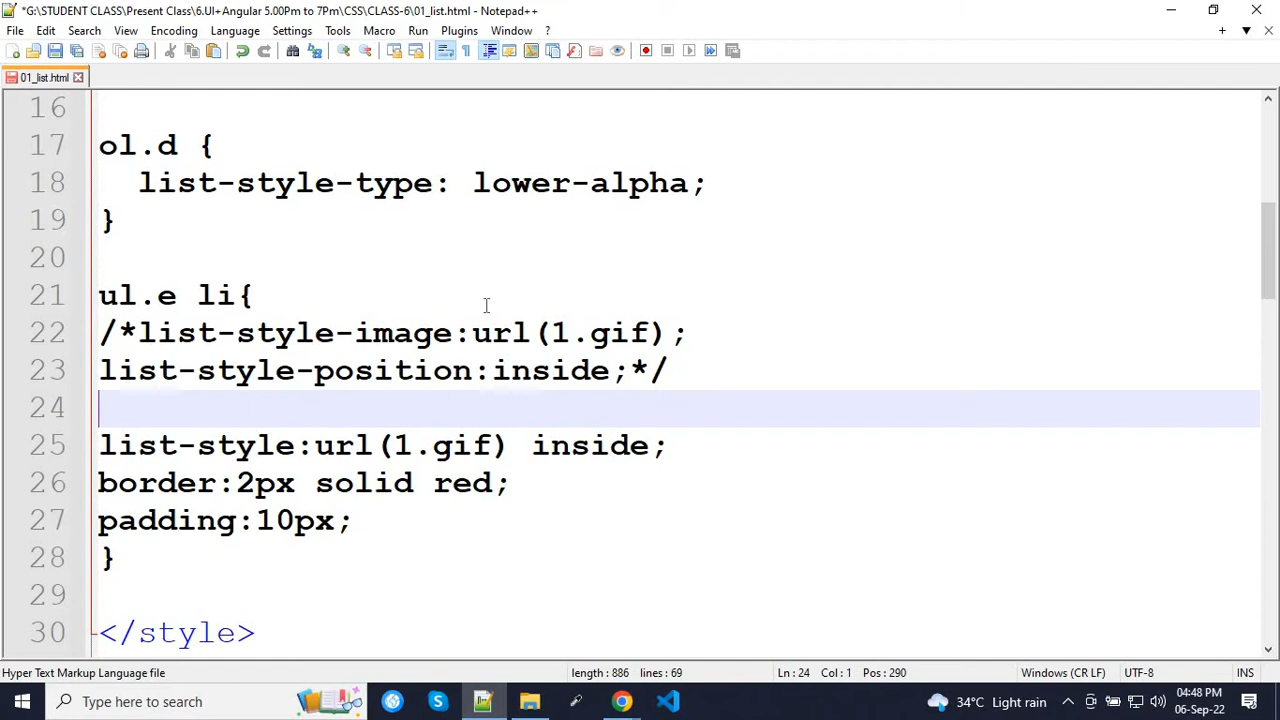 *G:\STUDENT CLASS\Present Class\6.UI+Angular 5.00Pm to 7Pm\CSS\CLASS-6\01_list.html - Notepad++
File Edit Search View Encoding Language Settings Tools Macro Run Plugins Window ?
01_list.html
16
17 ol.d {
18 list-style-type: lower-alpha;
19 }
20
21 ul.e li{
22 /*list-style-image:url(1.gif);
23 list-style-position:inside;*/
24
25 list-style:url(1.gif) inside;
26 border:2px solid red;
27 padding:10px;
28 }
29
30 </style>
Hyper Text Markup Language file length : 886 lines : 69 Ln : 24 Col : 1 Pos : 290 Windows (CR LF) UTF-8 INS
Type here to search 34°C Light rain 04:48 PM
06-Sep-22